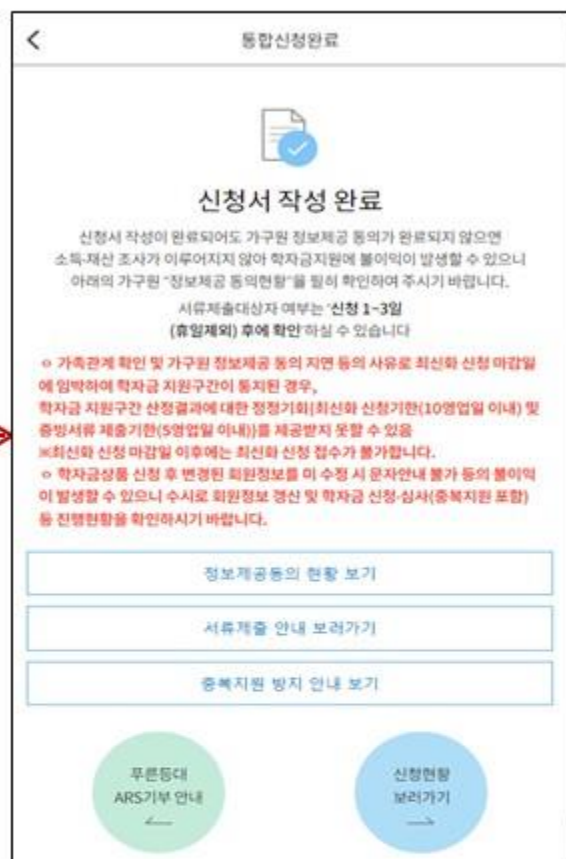 통합신청완료
신청서 작성 완료
신청서 작성이 완료되어도 가구원 정보제공 동의가 완료되지 않으면
소득·재산 조사가 이루어지지 않아 학자금지원에 불이익이 발생할 수 있으니
아래의 가구원 "정보제공 동의현황"을 필히 확인하여 주시기 바랍니다.
서류제출대상자 여부는 '신청 1~3일
(휴일제외) 후에 확인'하실 수 있습니다
ㅇ 가족관계 확인 및 가구원 정보제공 동의 지연 등의 사유로 최신화 신청 마감일
에 임박하여 학자금 지원구간이 통지된 경우,
학자금 지원구간 산정결과에 대한 정정기회[최신화 신청기한(10영업일 이내) 및
증빙서류 제출기한(5영업일 이내)]를 제공받지 못할 수 있음
※최신화 신청 마감일 이후에는 최신화 신청 접수가 불가합니다.
ㅇ 학자금상품 신청 후 변경된 회원정보를 미 수정 시 문자안내 불가 등의 불이익
이 발생할 수 있으니 수시로 회원정보 갱신 및 학자금 신청·심사(중복지원 포함)
등 진행현황을 확인하시기 바랍니다.
정보제공동의 현황 보기
서류제출 안내 보러가기
중복지원 방지 안내 보기
푸른등대
ARS기부 안내
신청현황
보러가기